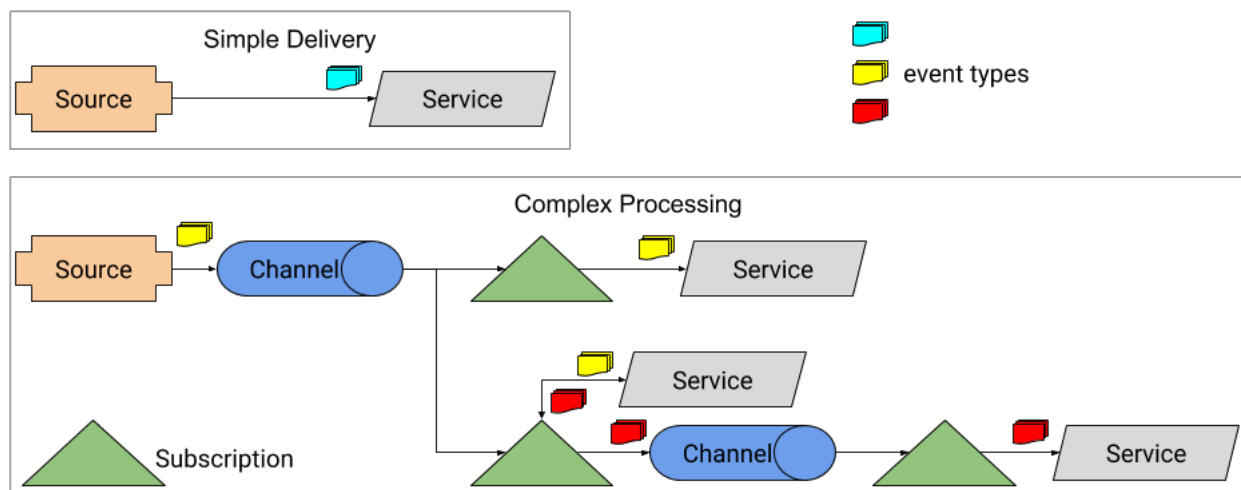 Simple Delivery
Source
Service
event types
Complex Processing
Source
Channel
Service
Service
Subscription
Channel
Service